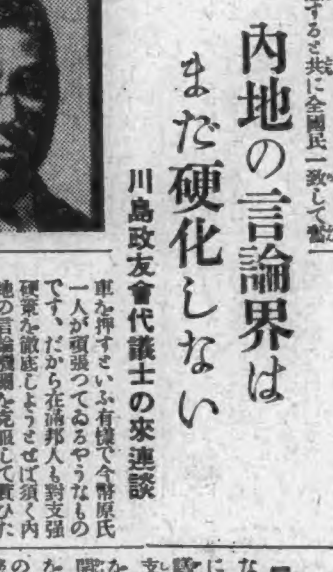 すると共に全國民一致して
內地の言論界は
まだ硬化しない
川島政友會代議士の來連談
車を押すといふ有樣で今幣原氏
一人が頑張つてゐるやうなもの
です、だから在滿邦人も對支强
硬策を徹底しようとせば須く內
地の言論機關を克服して貰ひた